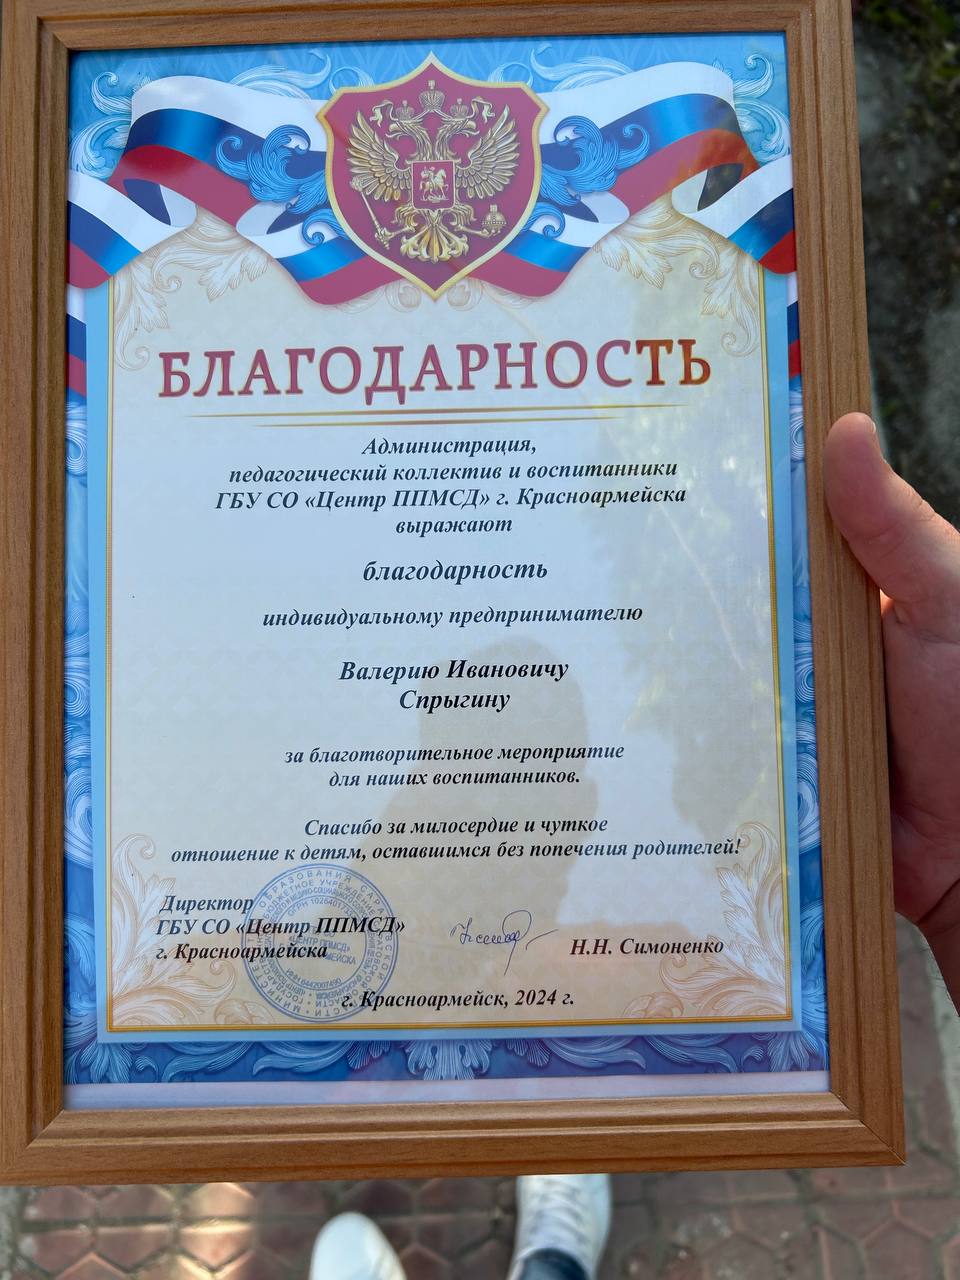 БЛАГОДАРНОСТЬ
Администрация,
педагогический коллектив и воспитанники
ГБУ СО «Центр ППМСД» г. Красноармейска
выражают
благодарность
индивидуальному предпринимателю
Валерию Ивановичу
Спрыгину
за благотворительное мероприятие
для наших воспитанников.
Спасибо за милосердие и чуткое
отношение к детям, оставшимся без попечения родителей!
Директор
ГБУ СО «Центр ППМСД»
г. Красноармейска
Н.Н. Симоненко
г. Красноармейск, 2024 г.